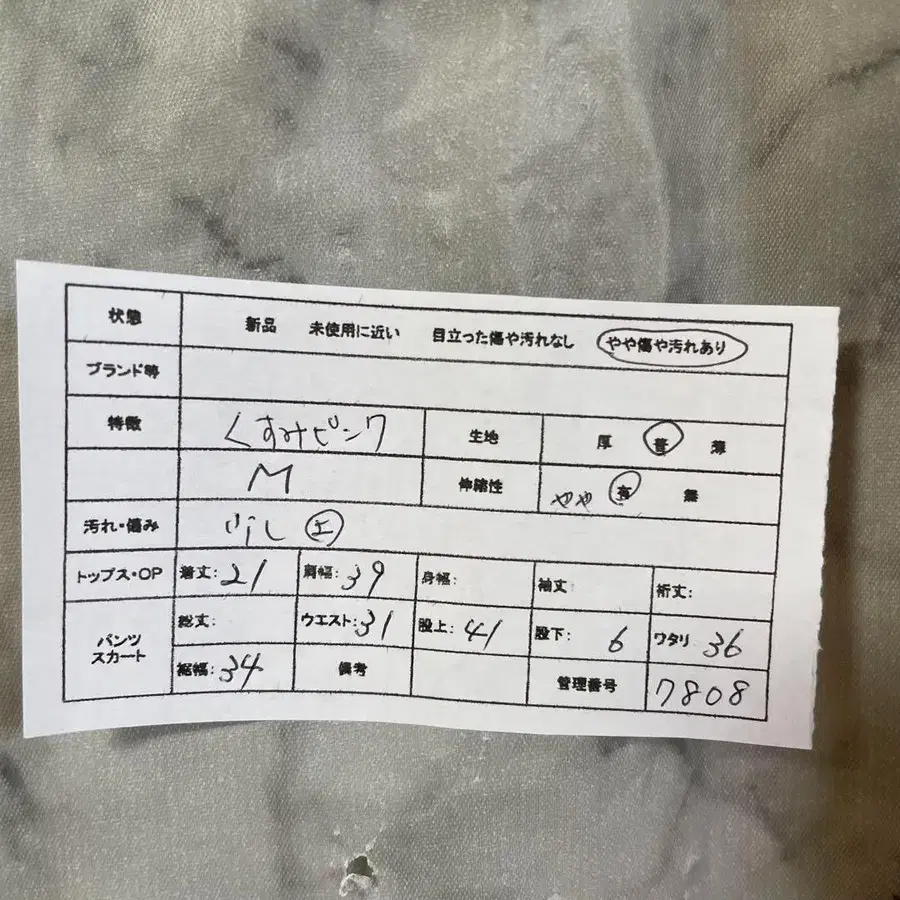 状態 新品 未使用に近い 目立った傷や汚れなし やや傷や汚れあり
ブランド等
特徴 くすみピンク 生地 厚 普 薄
M 伸縮性 やや 有 無
汚れ・傷み
トップス・OP 着丈: 21 肩幅: 39 身幅: 袖丈: 裄丈:
パンツ スカート 総丈: ウエスト: 31 股上: 41 股下: 6 ワタリ: 36
裾幅: 34 備考 管理番号 7808